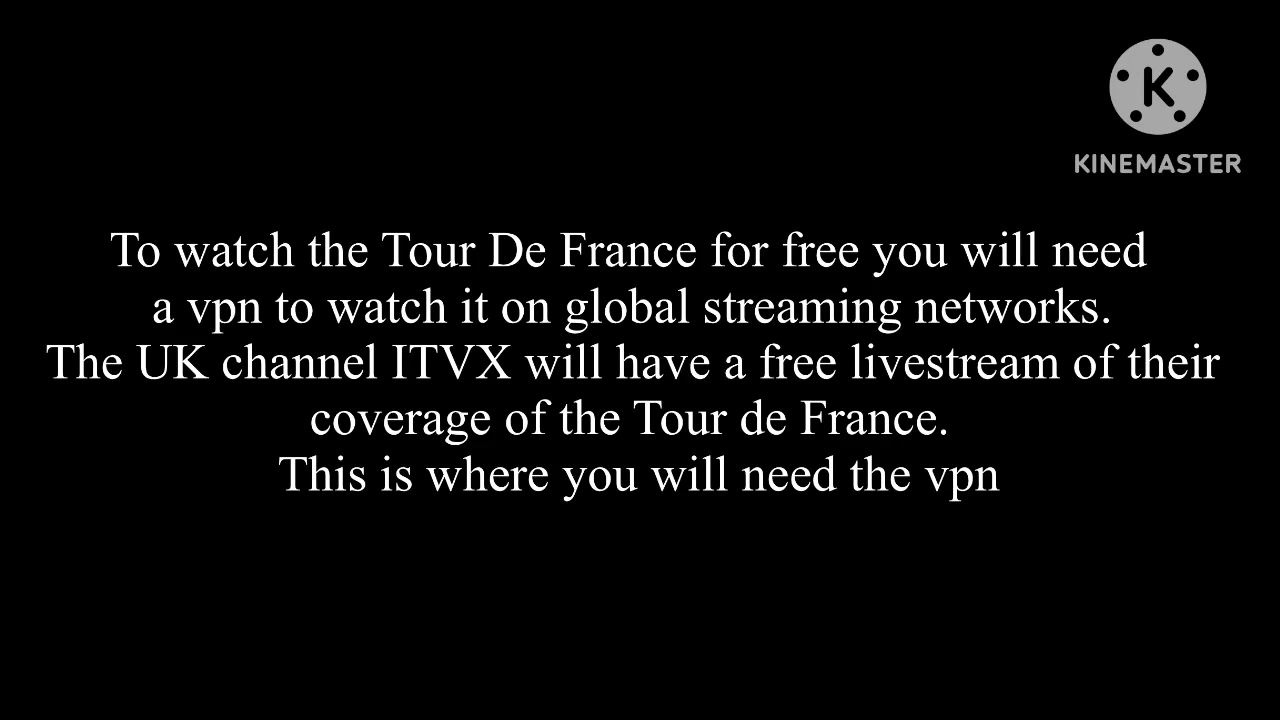 K
KINEMASTER
To watch the Tour De France for free you will need
a vpn to watch it on global streaming networks.
The UK channel ITVX will have a free livestream of their
coverage of the Tour de France.
This is where you will need the vpn